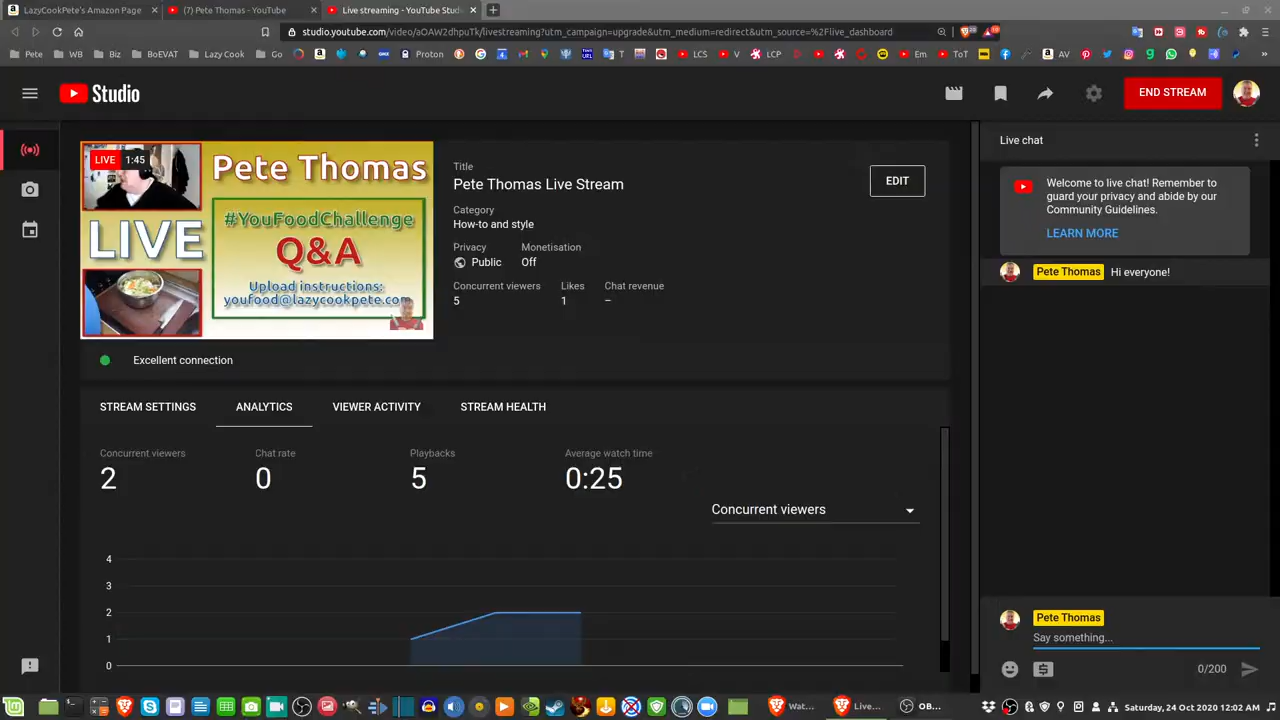 LazyCookPete's Amazon Page
(7) Pete Thomas - YouTube
Live streaming - YouTube Studi
studio.youtube.com/video/aOAW2dhpuTk/livestreaming?utm_campaign=upgrade&utm_medium=redirect&utm_source=%2Flive_dashboard
Pete
WB
Biz
BoEVAT
Lazy Cook
Go
Proton
T
LCS
V
LCP
Em
ToT
AV
Studio
END STREAM
LIVE 1:45
Pete Thomas
#YouFoodChallenge
LIVE
Q&A
Upload instructions:
youfood@lazycookpete.com
Title
Pete Thomas Live Stream
EDIT
Category
How-to and style
Privacy
Monetisation
Public
Off
Concurrent viewers
Likes
Chat revenue
5
1
–
Excellent connection
STREAM SETTINGS
ANALYTICS
VIEWER ACTIVITY
STREAM HEALTH
Concurrent viewers
Chat rate
Playbacks
Average watch time
2
0
5
0:25
Concurrent viewers
4
3
2
1
0
Live chat
Welcome to live chat! Remember to
guard your privacy and abide by our
Community Guidelines.
LEARN MORE
Pete Thomas Hi everyone!
Pete Thomas
Say something...
0/200
Wat...
Live...
OB...
Saturday, 24 Oct 2020 12:02 AM